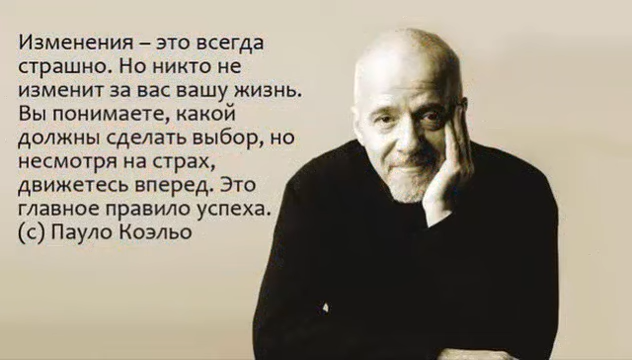 Изменения – это всегда
страшно. Но никто не
изменит за вас вашу жизнь.
Вы понимаете, какой
должны сделать выбор, но
несмотря на страх,
движетесь вперед. Это
главное правило успеха.
(с) Пауло Коэльо